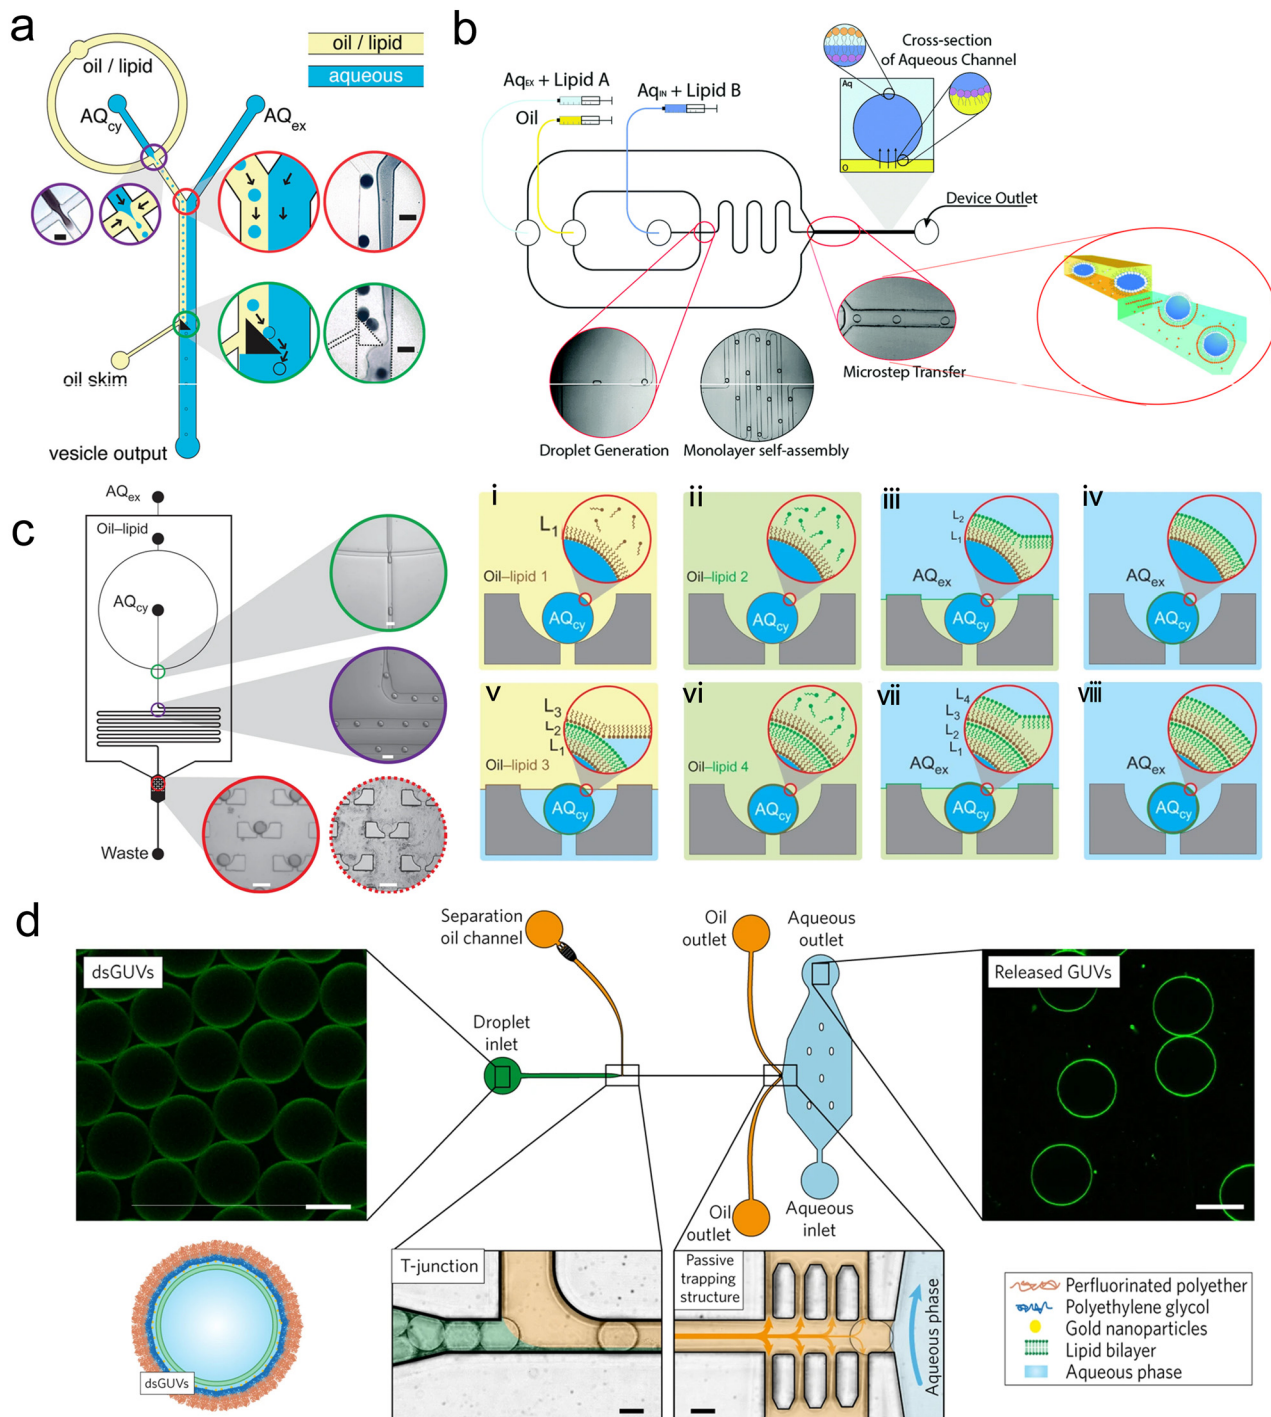 a
oil / lipid
oil / lipid
aqueous
AQcy
AQex
oil skim
vesicle output
b
AqEX + Lipid A
Oil
AqIN + Lipid B
Cross-section
of Aqueous Channel
Aq
O
Device Outlet
Droplet Generation
Monolayer self-assembly
Microstep Transfer
c
AQex
Oil–lipid
AQcy
Waste
i
L1
Oil–lipid 1
AQcy
ii
Oil–lipid 2
AQcy
iii
L2
L1
AQex
AQcy
iv
AQex
AQcy
v
L3
L2
L1
Oil–lipid 3
AQcy
vi
Oil–lipid 4
AQcy
vii
L4
L3
L2
L1
AQex
AQcy
viii
AQex
AQcy
d
dsGUVs
Separation
oil channel
Droplet
inlet
Oil
outlet
Aqueous
outlet
Released GUVs
Oil
outlet
Aqueous
inlet
T-junction
Passive
trapping
structure
Aqueous phase
dsGUVs
Perfluorinated polyether
Polyethylene glycol
Gold nanoparticles
Lipid bilayer
Aqueous phase